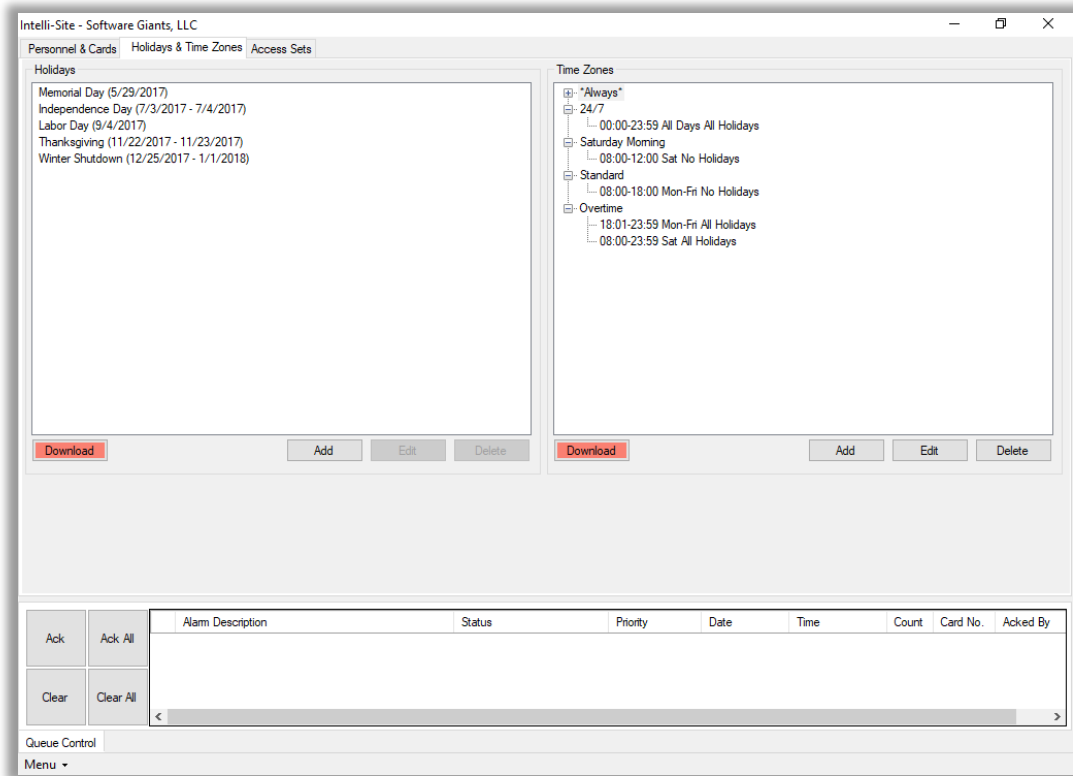 Intelli-Site - Software Giants, LLC
Personnel & Cards Holidays & Time Zones Access Sets
Holidays
Memorial Day (5/29/2017)
Independence Day (7/3/2017 - 7/4/2017)
Labor Day (9/4/2017)
Thanksgiving (11/22/2017 - 11/23/2017)
Winter Shutdown (12/25/2017 - 1/1/2018)
Download Add Edit Delete
Time Zones
*Always*
24/7
00:00-23:59 All Days All Holidays
Saturday Morning
08:00-12:00 Sat No Holidays
Standard
08:00-18:00 Mon-Fri No Holidays
Overtime
18:01-23:59 Mon-Fri All Holidays
08:00-23:59 Sat All Holidays
Download Add Edit Delete
Ack Ack All
Clear Clear All
Alarm Description Status Priority Date Time Count Card No. Acked By
Queue Control
Menu